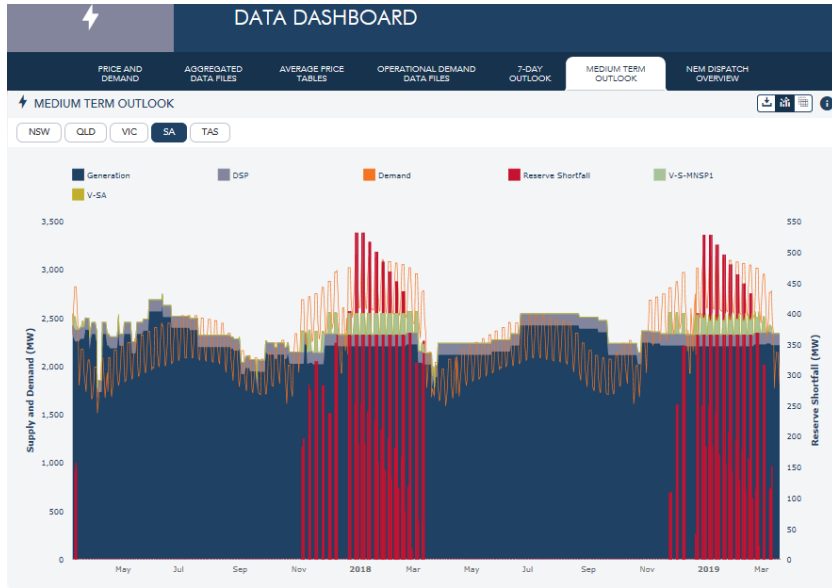 DATA DASHBOARD
PRICE AND DEMAND
AGGREGATED DATA FILES
AVERAGE PRICE TABLES
OPERATIONAL DEMAND DATA FILES
7-DAY OUTLOOK
MEDIUM TERM OUTLOOK
NEM DISPATCH OVERVIEW
MEDIUM TERM OUTLOOK
NSW QLD VIC SA TAS
Generation DSP Demand Reserve Shortfall V-S-MNSP1
V-SA
Supply and Demand (MW)
3,500
3,000
2,500
2,000
1,500
1,000
500
0
550
500
450
400
350
300
250
200
150
100
50
0
Reserve Shortfall (MW)
May Jul Sep Nov 2018 Mar May Jul Sep Nov 2019 Mar